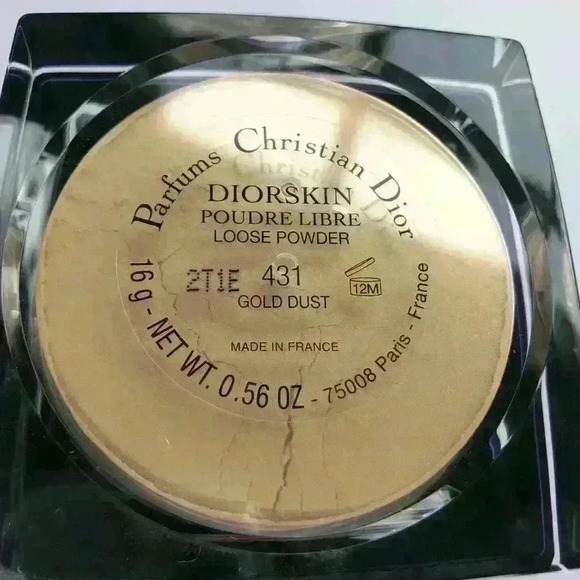 Parfums Christian Dior
DIORSKIN
POUDRE LIBRE
LOOSE POWDER
2T1E 431
12M
GOLD DUST
MADE IN FRANCE
16 g - NET WT. 0.56 OZ - 75008 Paris - France